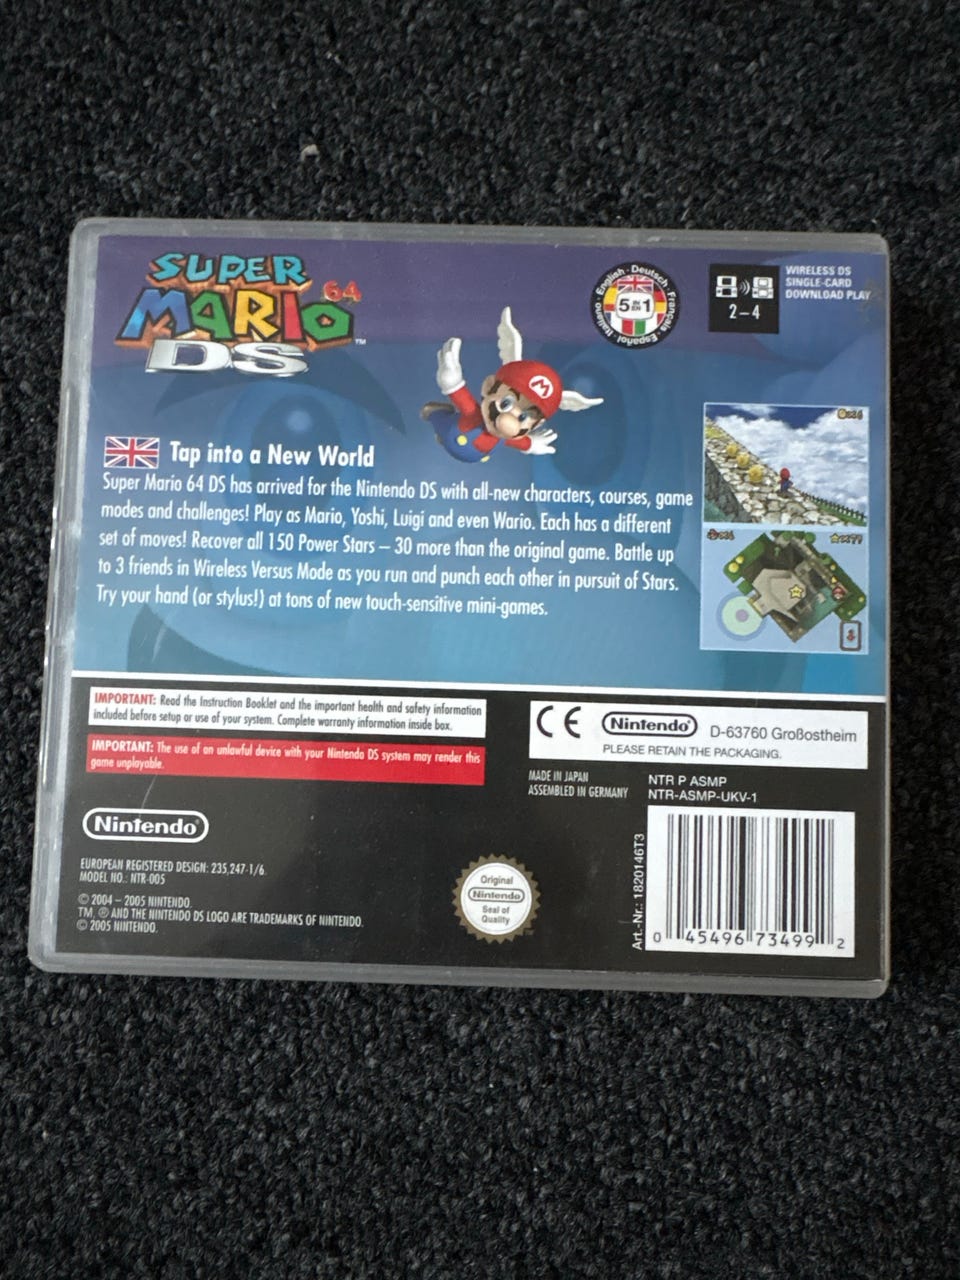 SUPER
MARIO 64 ™
DS
English · Deutsch · Français · Español · Italiano ·
5 IN 1
EN
2–4
WIRELESS DS
SINGLE-CARD
DOWNLOAD PLAY
M
Tap into a New World
Super Mario 64 DS has arrived for the Nintendo DS with all-new characters, courses, game
modes and challenges! Play as Mario, Yoshi, Luigi and even Wario. Each has a different
set of moves! Recover all 150 Power Stars – 30 more than the original game. Battle up
to 3 friends in Wireless Versus Mode as you run and punch each other in pursuit of Stars.
Try your hand (or stylus!) at tons of new touch-sensitive mini-games.
IMPORTANT: Read the Instruction Booklet and the important health and safety information
included before setup or use of your system. Complete warranty information inside box.
IMPORTANT: The use of an unlawful device with your Nintendo DS system may render this
game unplayable.
CE Nintendo® D-63760 Großostheim
PLEASE RETAIN THE PACKAGING.
MADE IN JAPAN
ASSEMBLED IN GERMANY
NTR P ASMP
NTR-ASMP-UKV-1
Nintendo®
EUROPEAN REGISTERED DESIGN: 235,247-1/6.
MODEL NO.: NTR-005
© 2004 – 2005 NINTENDO.
TM, ® AND THE NINTENDO DS LOGO ARE TRADEMARKS OF NINTENDO.
© 2005 NINTENDO.
Original
Nintendo
Seal of
Quality
Art.-Nr.: 1820146T3
0 45496 73499 2